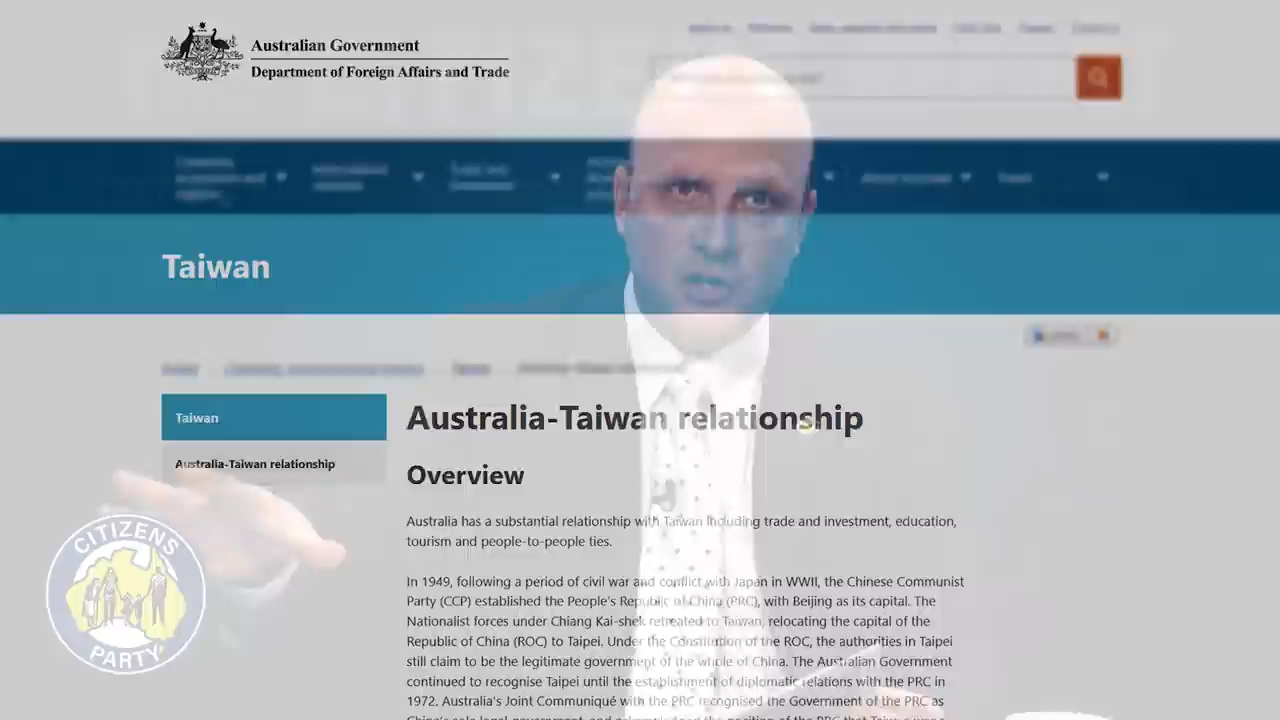 Australian Government
Department of Foreign Affairs and Trade
Taiwan
Taiwan
Australia-Taiwan relationship
Australia-Taiwan relationship
Overview
Australia has a substantial relationship with Taiwan including trade and investment, education,
tourism and people-to-people ties.
In 1949, following a period of civil war and conflict with Japan in WWII, the Chinese Communist
Party (CCP) established the People's Republic of China (PRC), with Beijing as its capital. The
Nationalist forces under Chiang Kai-shek retreated to Taiwan, relocating the capital of the
Republic of China (ROC) to Taipei. Under the Constitution of the ROC, the authorities in Taipei
still claim to be the legitimate government of the whole of China. The Australian Government
continued to recognise Taipei until the establishment of diplomatic relations with the PRC in
1972. Australia's Joint Communiqué with the PRC recognised the Government of the PRC as
CITIZENS
PARTY